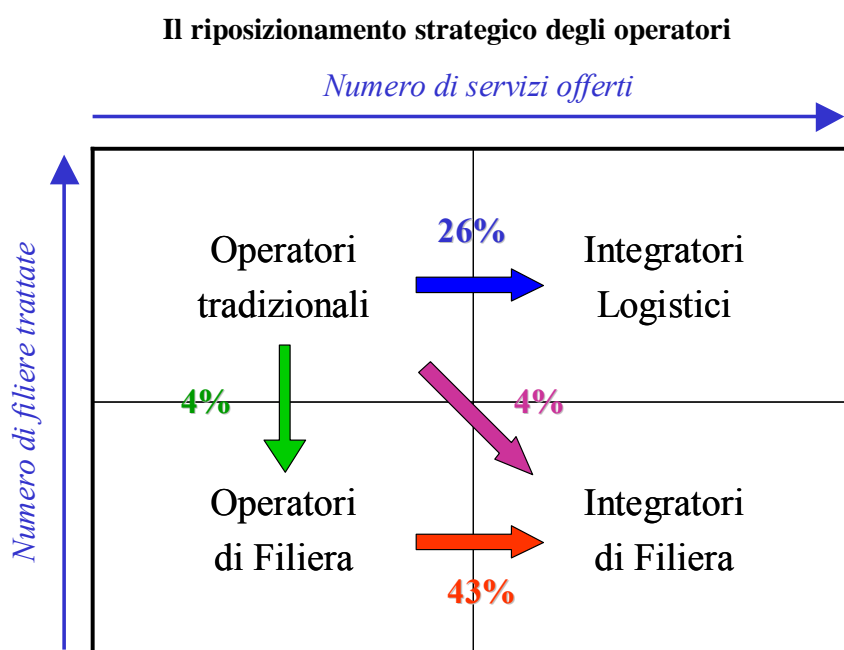 Il riposizionamento strategico degli operatori
Numero di servizi offerti
Numero di filiere trattate
Operatori
tradizionali
26%
Integratori
Logistici
4%
4%
Operatori
di Filiera
43%
Integratori
di Filiera